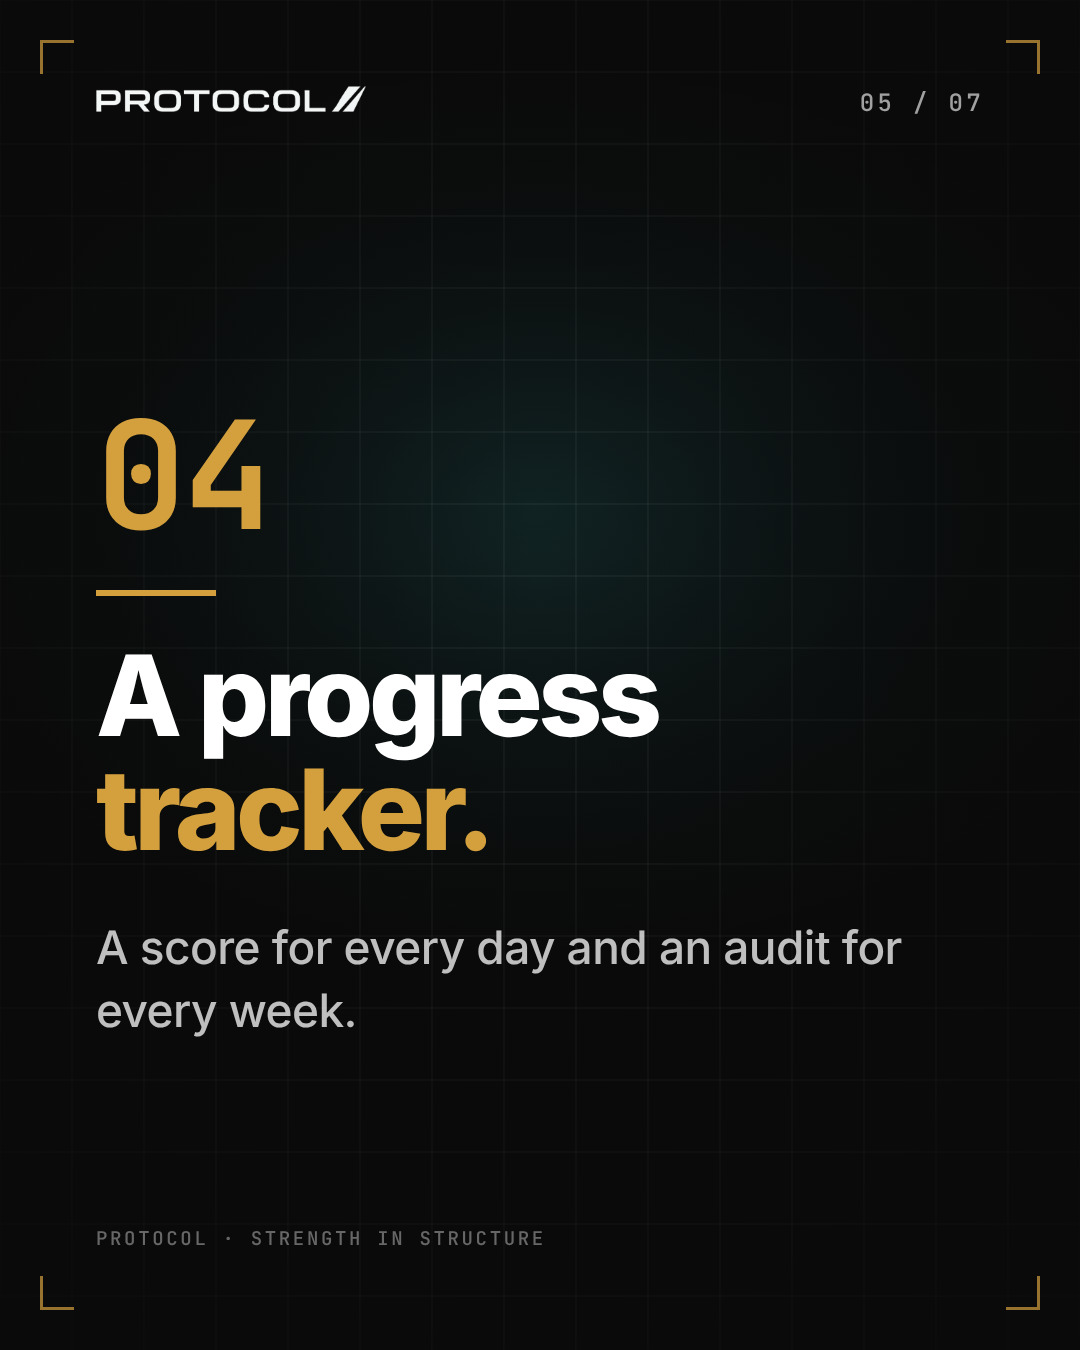 PROTOCOL
05 / 07
04
A progress
tracker.
A score for every day and an audit for
every week.
PROTOCOL · STRENGTH IN STRUCTURE